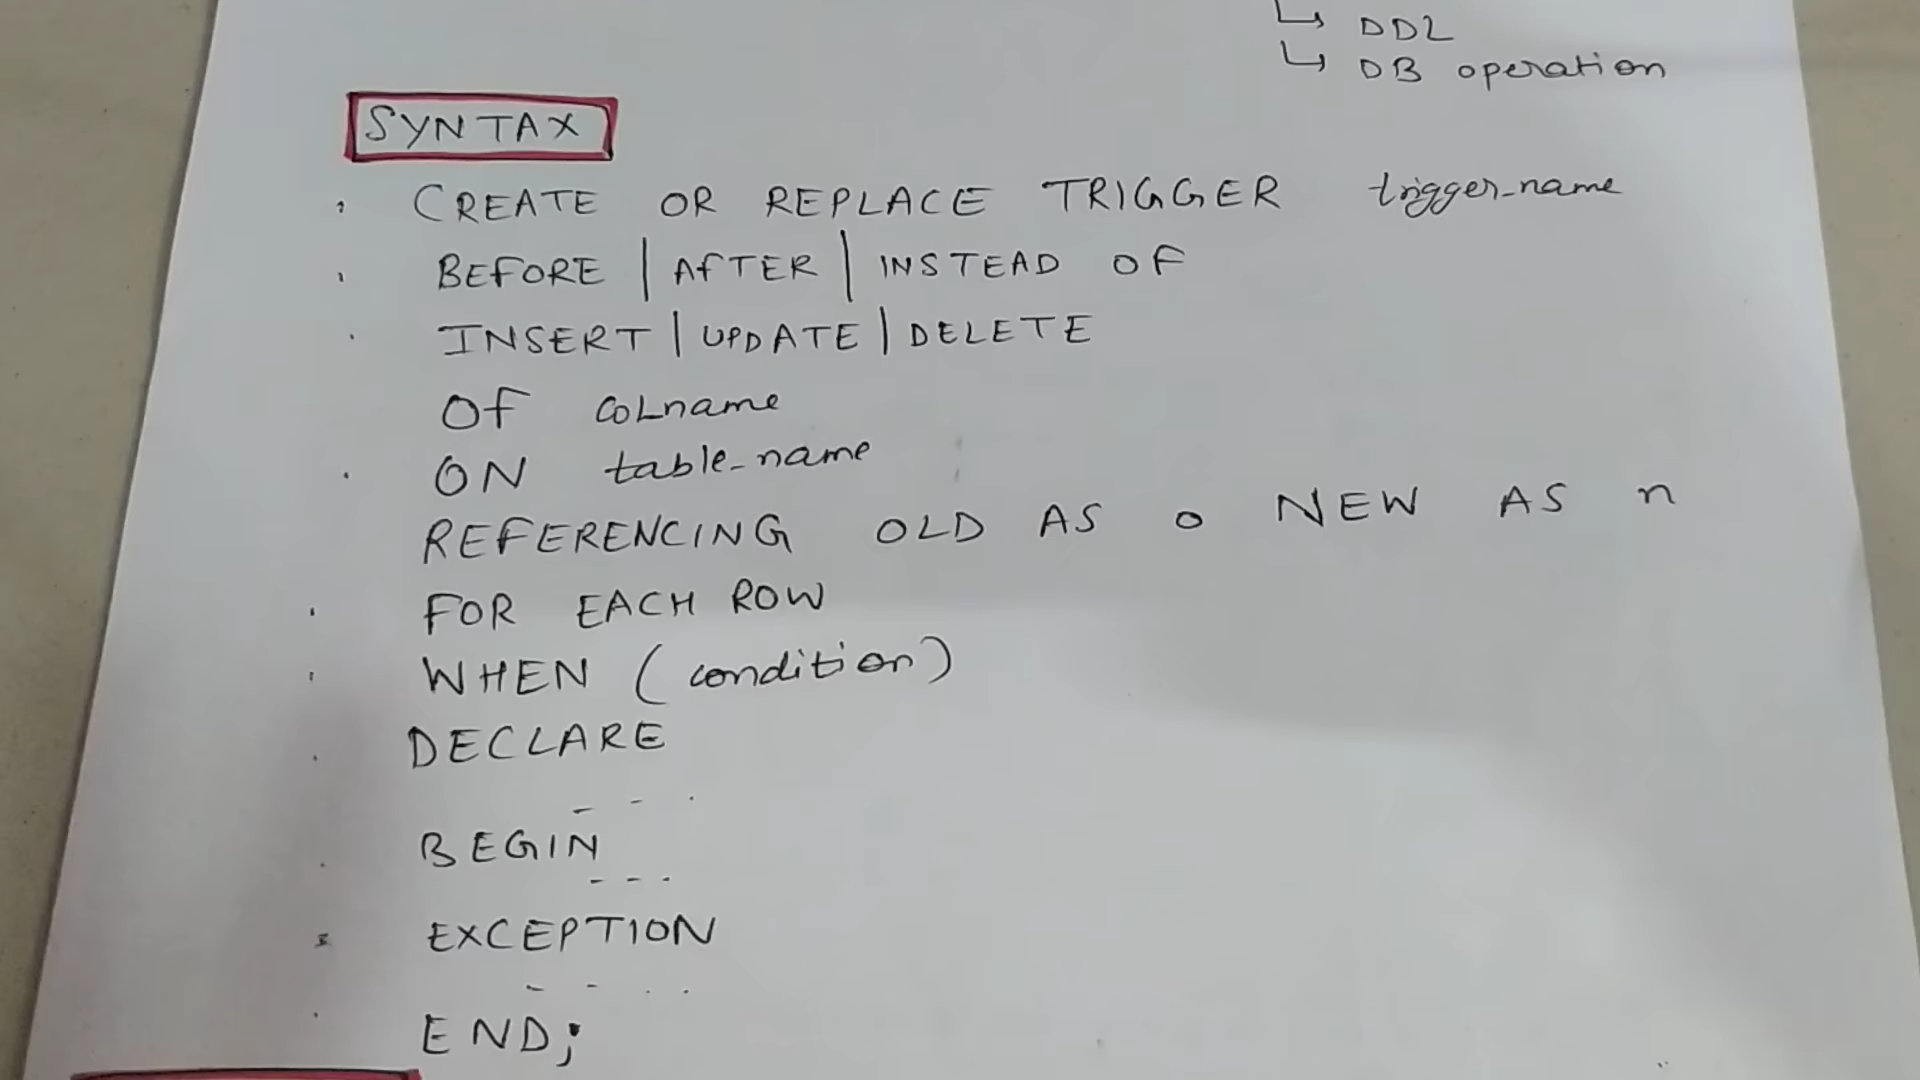 ↳ DDL
↳ DB operation
SYNTAX
CREATE OR REPLACE TRIGGER trigger_name
BEFORE | AFTER | INSTEAD OF
INSERT | UPDATE | DELETE
OF COLname
ON table_name
REFERENCING OLD AS o NEW AS n
FOR EACH ROW
WHEN (condition)
DECLARE
- - -
BEGIN
- - -
EXCEPTION
- - - -
END;